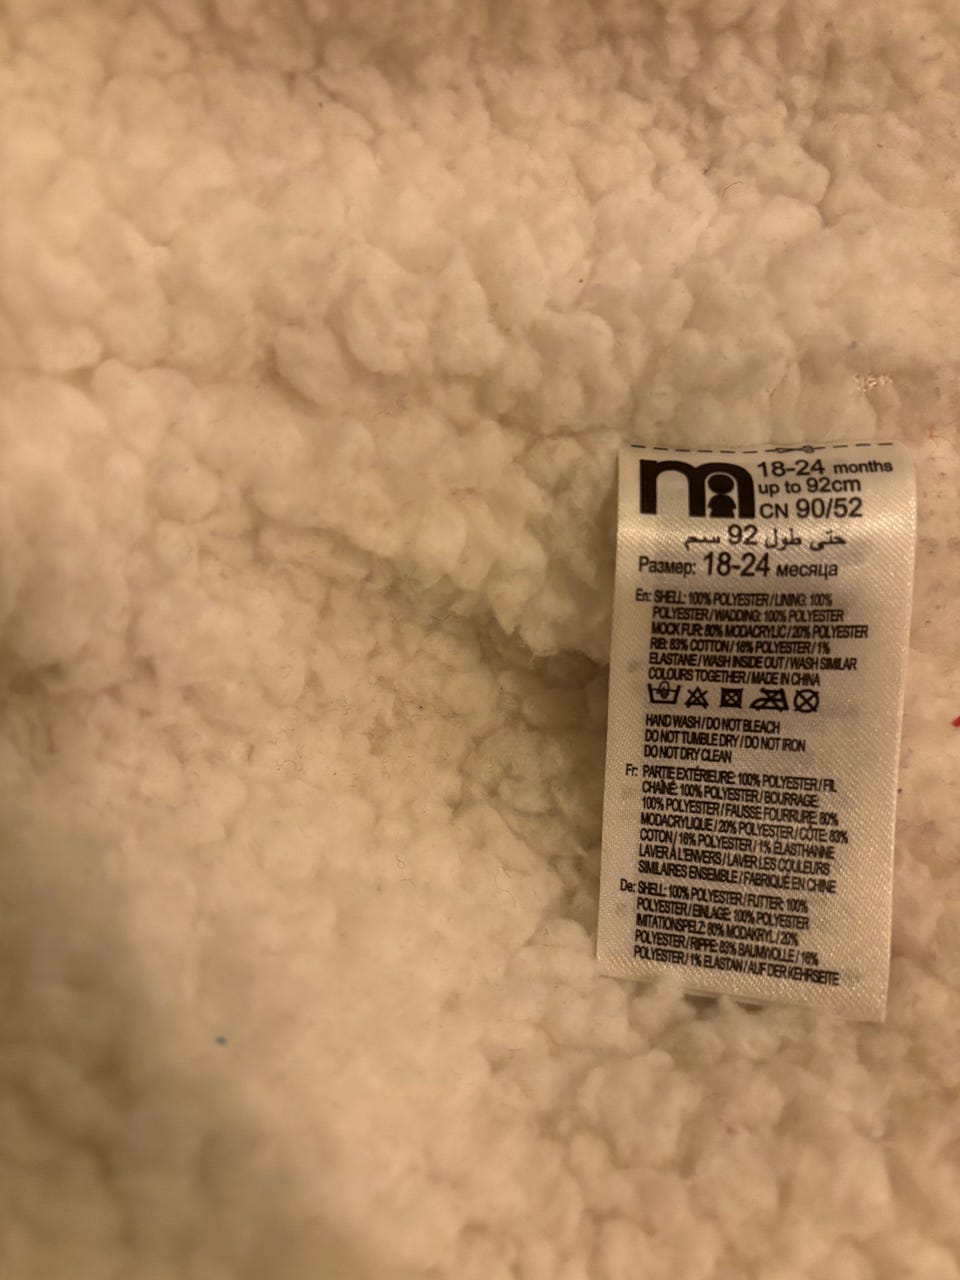 m 18-24 months
up to 92cm
CN 90/52
حتى طول 92 سم
Размер: 18-24 месяца
En: SHELL: 100% POLYESTER / LINING: 100%
POLYESTER / WADDING: 100% POLYESTER
MOCK FUR: 80% MODACRYLIC / 20% POLYESTER
RIB: 83% COTTON / 16% POLYESTER / 1%
ELASTANE / WASH INSIDE OUT / WASH SIMILAR
COLOURS TOGETHER / MADE IN CHINA
HAND WASH / DO NOT BLEACH
DO NOT TUMBLE DRY / DO NOT IRON
DO NOT DRY CLEAN
Fr: PARTIE EXTÉRIEURE: 100% POLYESTER / FIL
CHAÎNÉ: 100% POLYESTER / BOURRAGE:
100% POLYESTER / FAUSSE FOURRURE: 80%
MODACRYLIQUE / 20% POLYESTER / CÔTE: 83%
COTON / 16% POLYESTER / 1% ÉLASTHANNE
LAVER À L'ENVERS / LAVER LES COULEURS
SIMILAIRES ENSEMBLE / FABRIQUÉ EN CHINE
De: SHELL: 100% POLYESTER / FUTTER: 100%
POLYESTER / EINLAGE: 100% POLYESTER
IMITATIONSPELZ: 80% MODAKRYL / 20%
POLYESTER / RIPPE: 83% BAUMWOLLE / 16%
POLYESTER / 1% ELASTAN / AUF DER KEHRSEITE